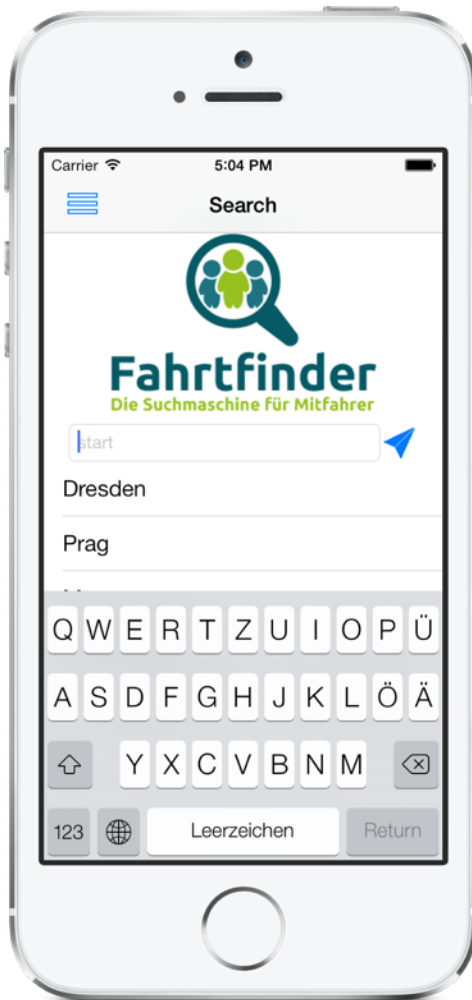 Carrier 5:04 PM
Search
Fahrtfinder
Die Suchmaschine für Mitfahrer
start
Dresden
Prag
Q W E R T Z U I O P Ü
A S D F G H J K L Ö Ä
Y X C V B N M
123 Leerzeichen Return